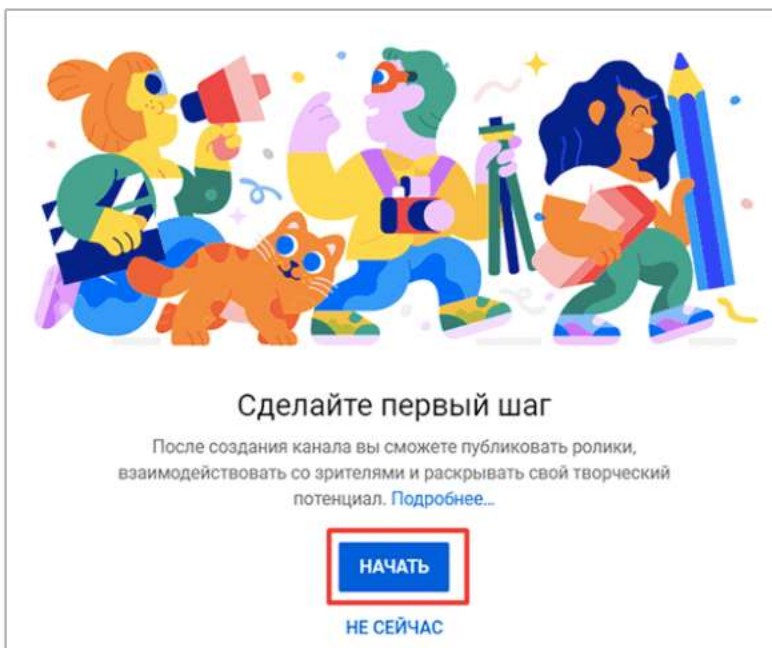 Сделайте первый шаг
После создания канала вы сможете публиковать ролики,
взаимодействовать со зрителями и раскрывать свой творческий
потенциал. Подробнее...
НАЧАТЬ
НЕ СЕЙЧАС